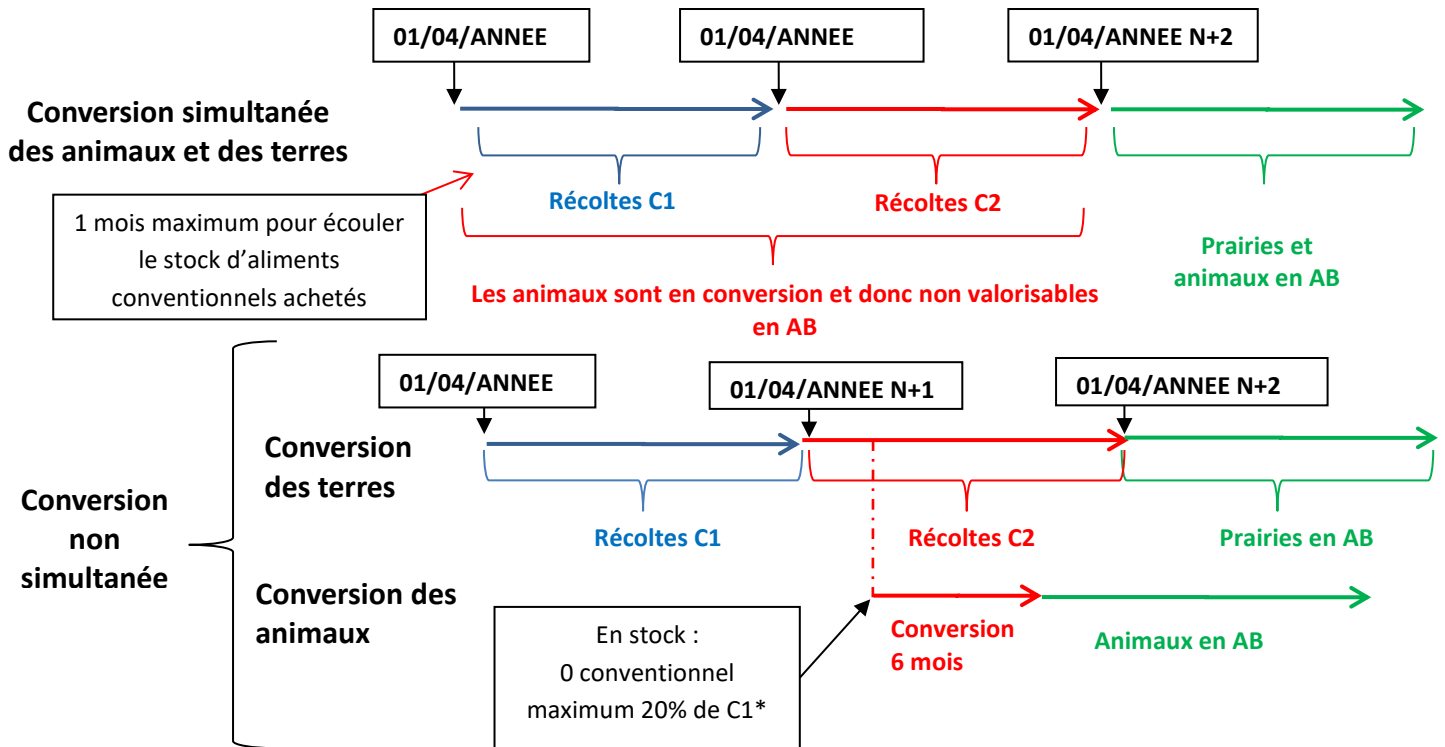 01/04/ANNEE
01/04/ANNEE
01/04/ANNEE N+2
Conversion simultanée
des animaux et des terres
Récoltes C1
Récoltes C2
1 mois maximum pour écouler
le stock d’aliments
conventionnels achetés
Prairies et
animaux en AB
Les animaux sont en conversion et donc non valorisables
en AB
01/04/ANNEE
01/04/ANNEE N+1
01/04/ANNEE N+2
Conversion
des terres
Conversion
non
simultanée
Récoltes C1
Récoltes C2
Prairies en AB
Conversion des
animaux
En stock :
0 conventionnel
maximum 20% de C1*
Conversion
6 mois
Animaux en AB